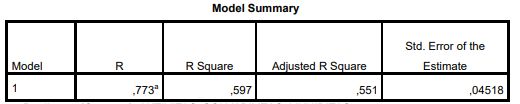 Model Summary
Std. Error of the
Model R R Square Adjusted R Square Estimate
1 ,773a ,597 ,551 ,04518